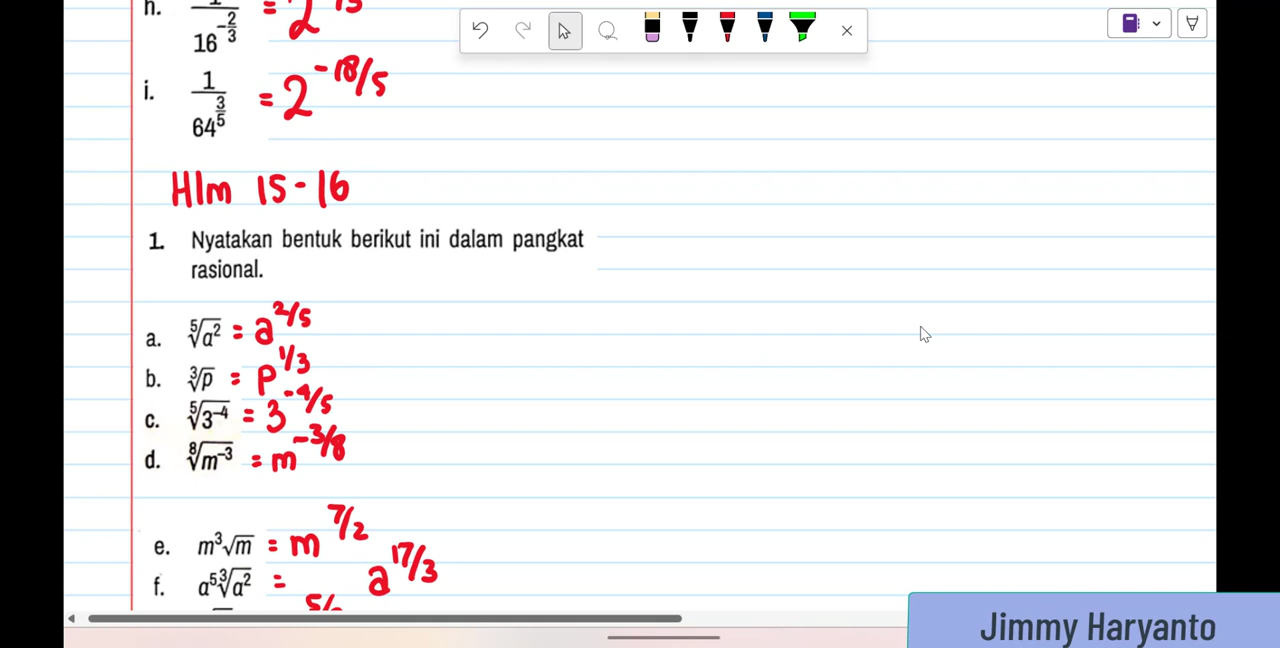 h. 1/16^(-2/3) = 2
i. 1/64^(3/5) = 2^(-18/5)
Hlm 15-16
1. Nyatakan bentuk berikut ini dalam pangkat
rasional.
a. ⁵√a² = a^(2/5)
b. ³√p = p^(1/3)
c. ⁵√3⁻⁴ = 3^(-4/5)
d. ⁸√m⁻³ = m^(-3/8)
e. m³√m = m^(7/2)
f. a⁵ ³√a² = a^(17/3)
Jimmy Haryanto